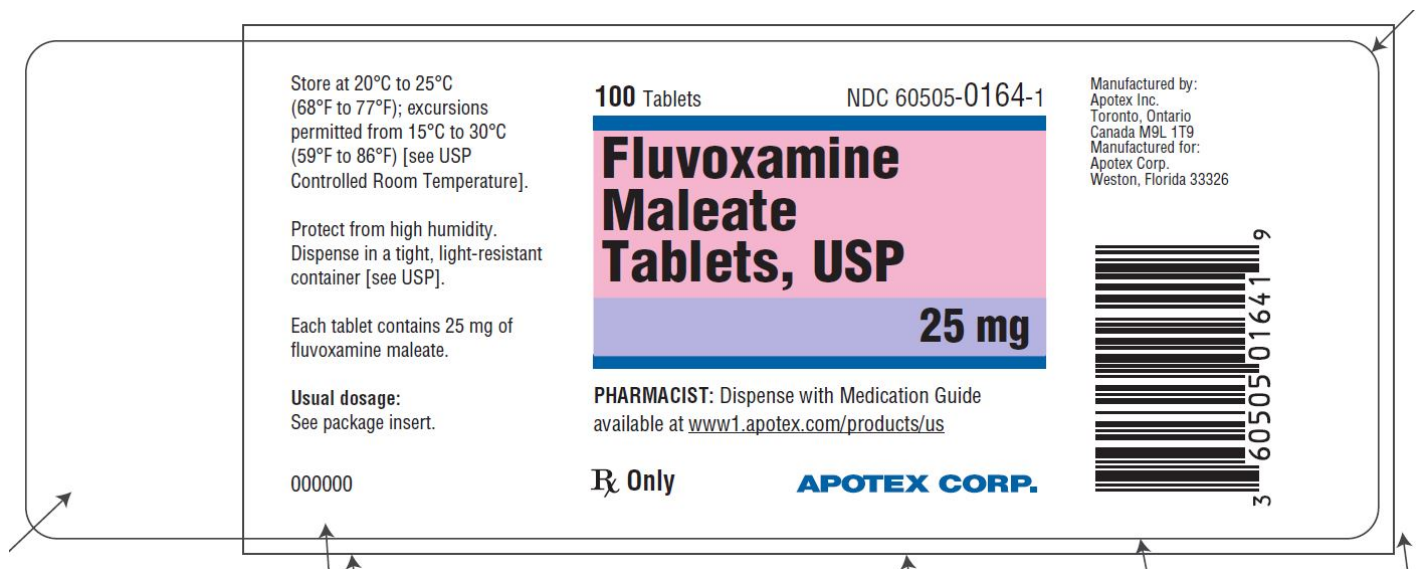 Store at 20°C to 25°C
(68°F to 77°F); excursions
permitted from 15°C to 30°C
(59°F to 86°F) [see USP
Controlled Room Temperature].
Protect from high humidity.
Dispense in a tight, light-resistant
container [see USP].
Each tablet contains 25 mg of
fluvoxamine maleate.
Usual dosage:
See package insert.
000000
100 Tablets
NDC 60505-0164-1
Fluvoxamine
Maleate
Tablets, USP
25 mg
PHARMACIST: Dispense with Medication Guide
available at www1.apotex.com/products/us
℞ Only
APOTEX CORP.
Manufactured by:
Apotex Inc.
Toronto, Ontario
Canada M9L 1T9
Manufactured for:
Apotex Corp.
Weston, Florida 33326
3 60505 01641 9